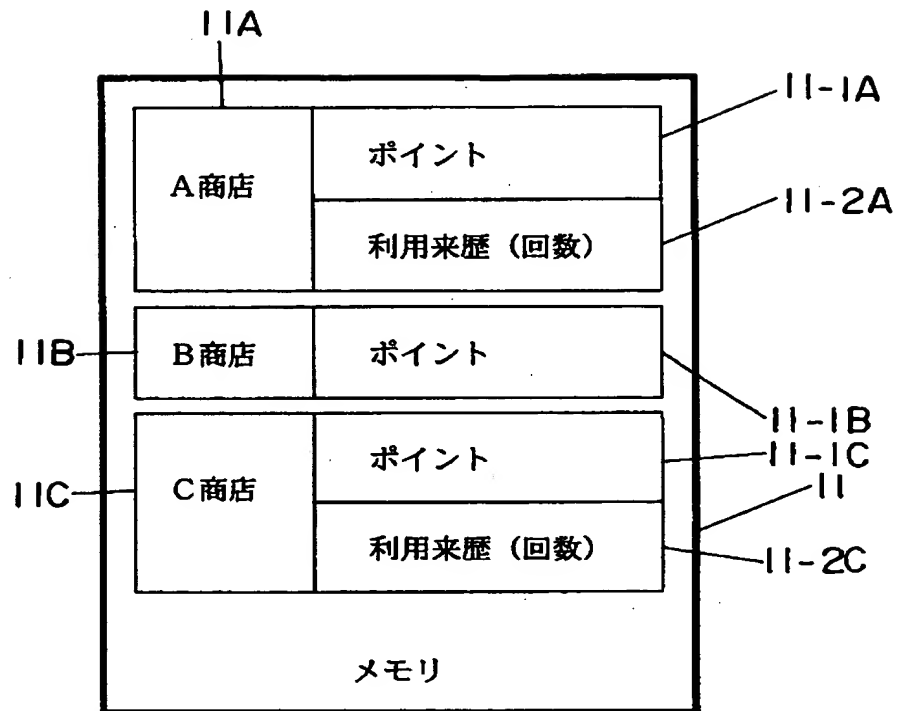 11A
11-1A
A商店
ポイント
11-2A
利用来歴（回数）
11B
B商店
ポイント
11-1B
11-1C
ポイント
11
11C
C商店
利用来歴（回数）
11-2C
メモリ